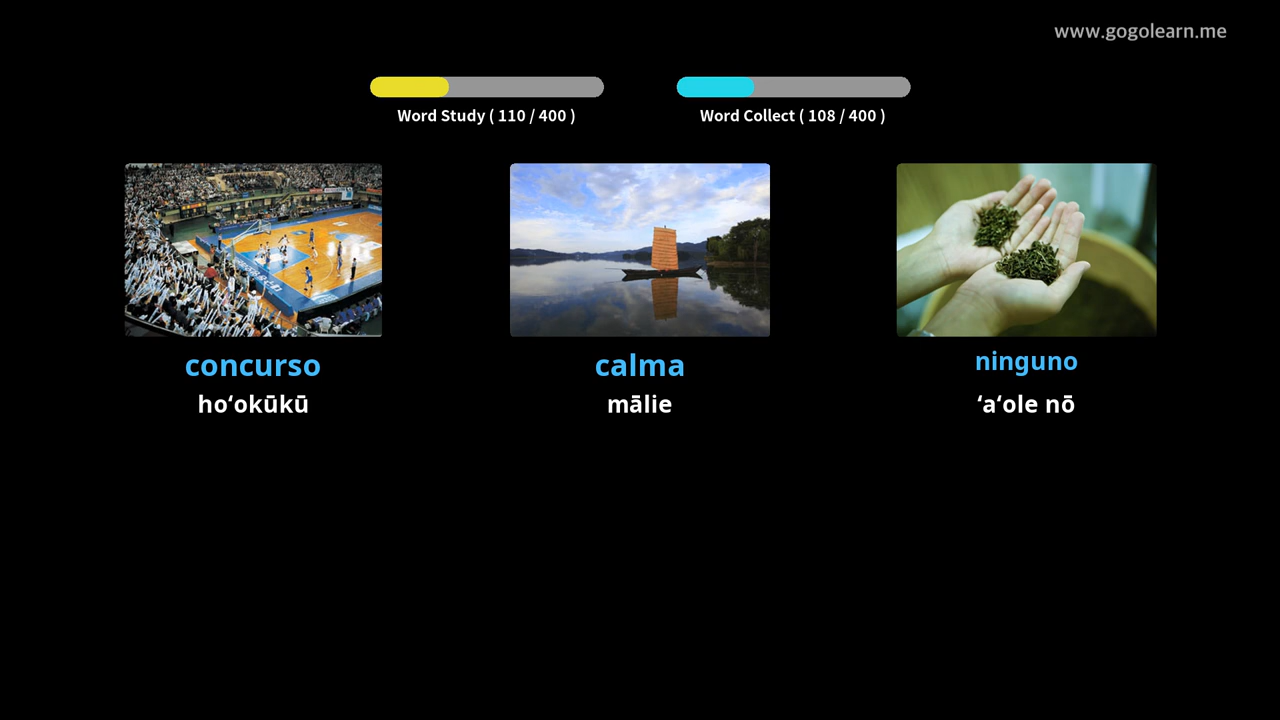 www.gogolearn.me
Word Study ( 110 / 400 )
Word Collect ( 108 / 400 )
concurso
calma
ninguno
hoʻokūkū
mālie
ʻaʻole nō